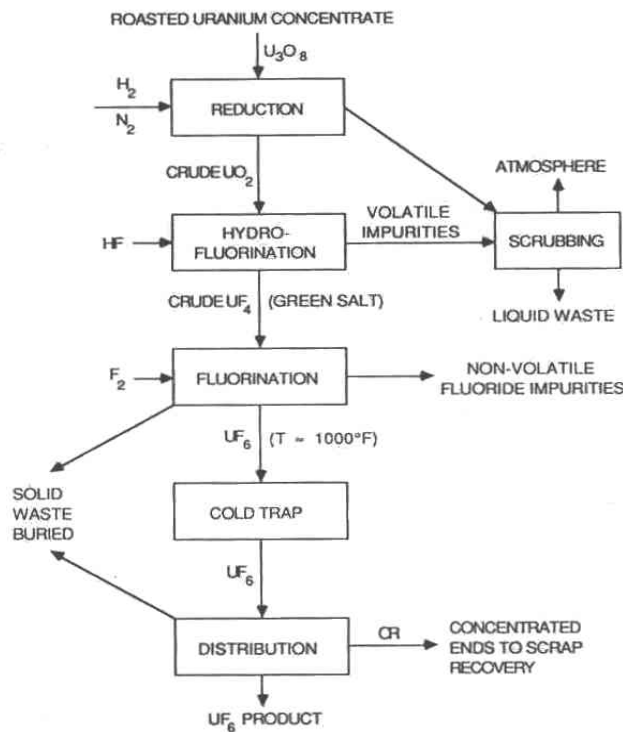 ROASTED URANIUM CONCENTRATE
U3O8
H2
N2
REDUCTION
CRUDE UO2
ATMOSPHERE
HF
HYDRO-
FLUORINATION
VOLATILE
IMPURITIES
SCRUBBING
CRUDE UF4 (GREEN SALT)
LIQUID WASTE
F2
FLUORINATION
NON-VOLATILE
FLUORIDE IMPURITIES
UF6 (T = 1000°F)
SOLID
WASTE
BURIED
COLD TRAP
UF6
DISTRIBUTION
OR
CONCENTRATED
ENDS TO SCRAP
RECOVERY
UF6 PRODUCT